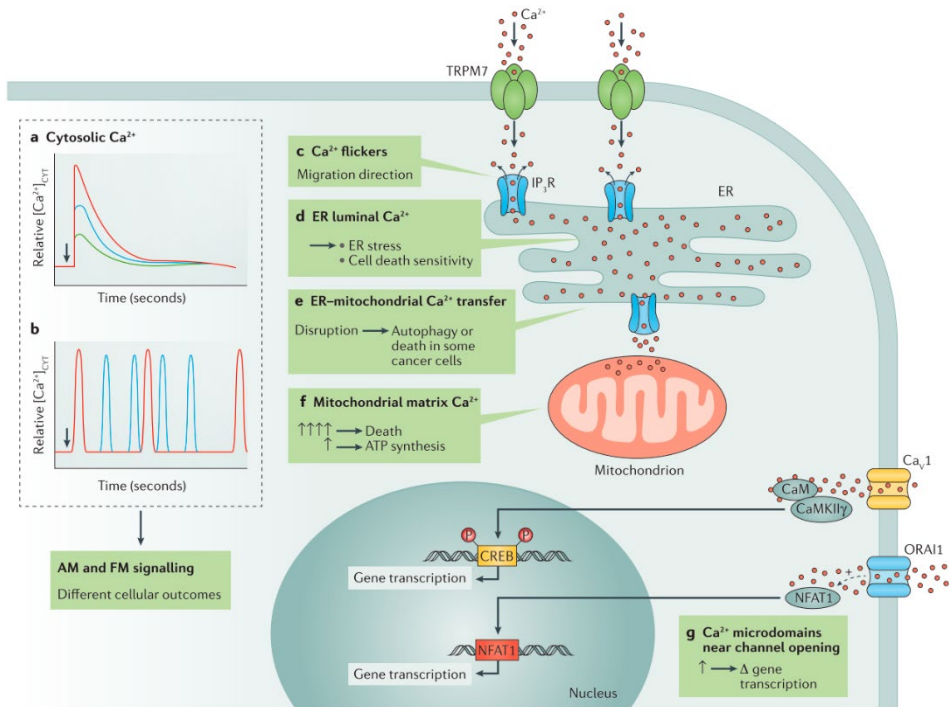 Ca²⁺
TRPM7
a Cytosolic Ca²⁺
Relative [Ca²⁺]CYT
Time (seconds)
b
Relative [Ca²⁺]CYT
Time (seconds)
AM and FM signalling
Different cellular outcomes
c Ca²⁺ flickers
Migration direction
IP₃R
ER
d ER luminal Ca²⁺
→ • ER stress
• Cell death sensitivity
e ER–mitochondrial Ca²⁺ transfer
Disruption → Autophagy or
death in some
cancer cells
f Mitochondrial matrix Ca²⁺
↑↑↑↑ → Death
↑ → ATP synthesis
Mitochondrion
Caᵥ1
CaM
CaMKIIγ
P
P
CREB
Gene transcription
ORAI1
+
NFAT1
NFAT1
Gene transcription
g Ca²⁺ microdomains
near channel opening
↑ → Δ gene
transcription
Nucleus